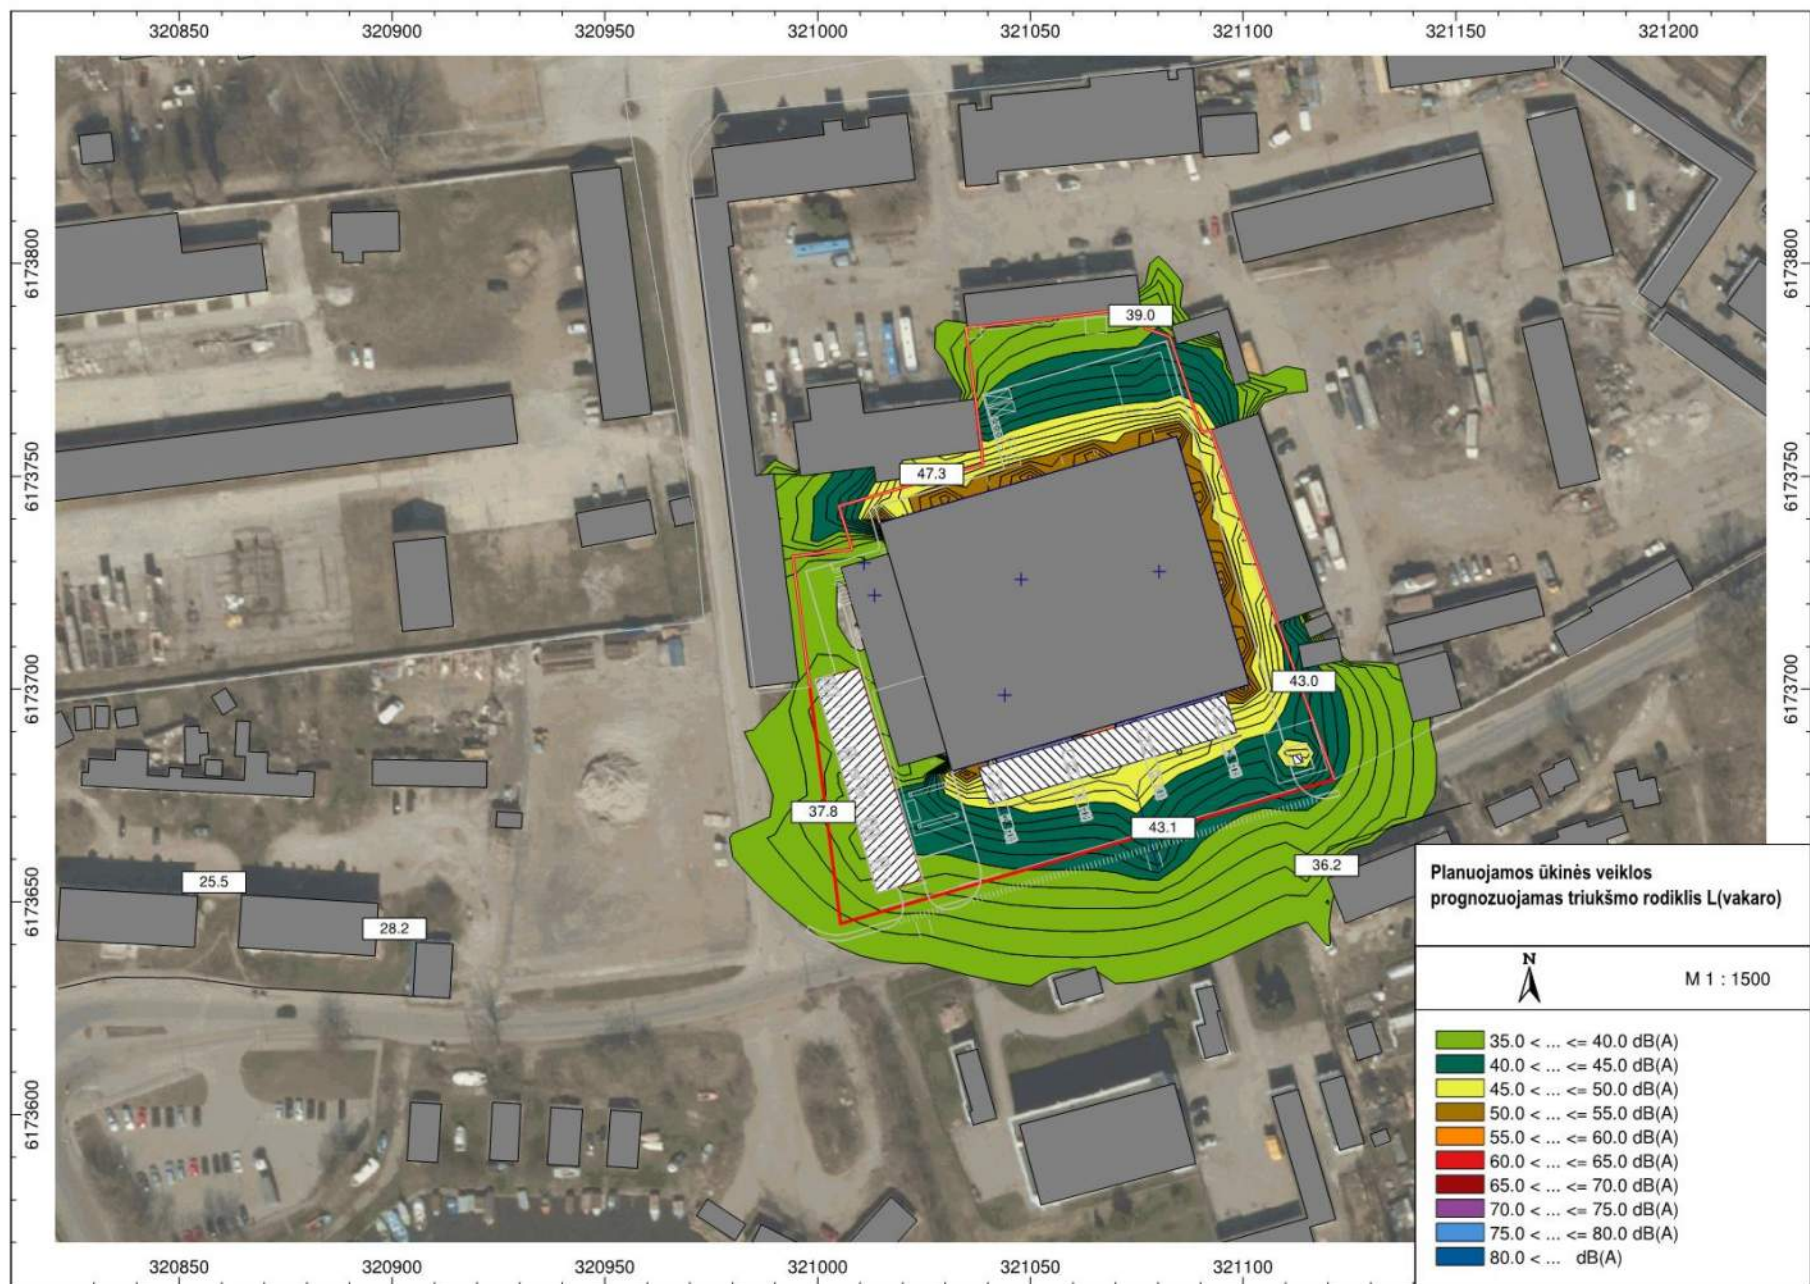 320850 320900 320950 321000 321050 321100 321150 321200
6173800
6173800
39.0
47.3
6173750
6173750
6173700
6173700
43.0
37.8
43.1
36.2
25.5
28.2
6173650
6173600
Planuojamos ūkinės veiklos
prognozuojamas triukšmo rodiklis L(vakaro)
N
M 1 : 1500
35.0 < ... <= 40.0 dB(A)
40.0 < ... <= 45.0 dB(A)
45.0 < ... <= 50.0 dB(A)
50.0 < ... <= 55.0 dB(A)
55.0 < ... <= 60.0 dB(A)
60.0 < ... <= 65.0 dB(A)
65.0 < ... <= 70.0 dB(A)
70.0 < ... <= 75.0 dB(A)
75.0 < ... <= 80.0 dB(A)
80.0 < ... dB(A)
320850 320900 320950 321000 321050 321100